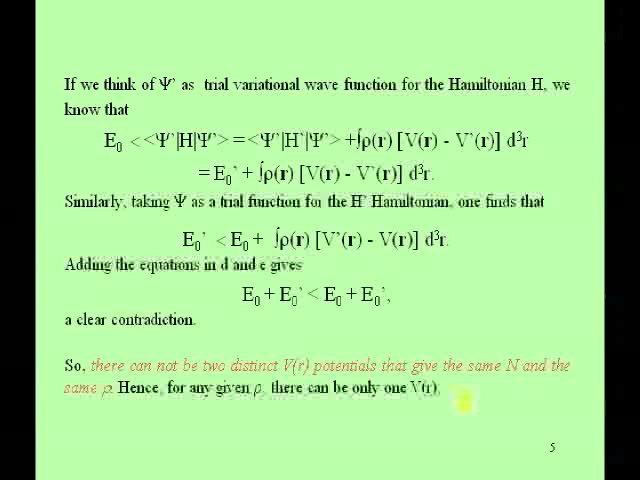 If we think of Ψ' as trial variational wave function for the Hamiltonian H, we
know that
E₀ < <Ψ'|H|Ψ'> = <Ψ'|H'|Ψ'> +∫ρ(r) [V(r) - V'(r)] d³r
= E₀' + ∫ρ(r) [V(r) - V'(r)] d³r.
Similarly, taking Ψ as a trial function for the H' Hamiltonian, one finds that
E₀' < E₀ + ∫ρ(r) [V'(r) - V(r)] d³r.
Adding the equations in d and e gives
E₀ + E₀' < E₀ + E₀',
a clear contradiction.
So, there can not be two distinct V(r) potentials that give the same N and the
same ρ. Hence, for any given ρ, there can be only one V(r);
5